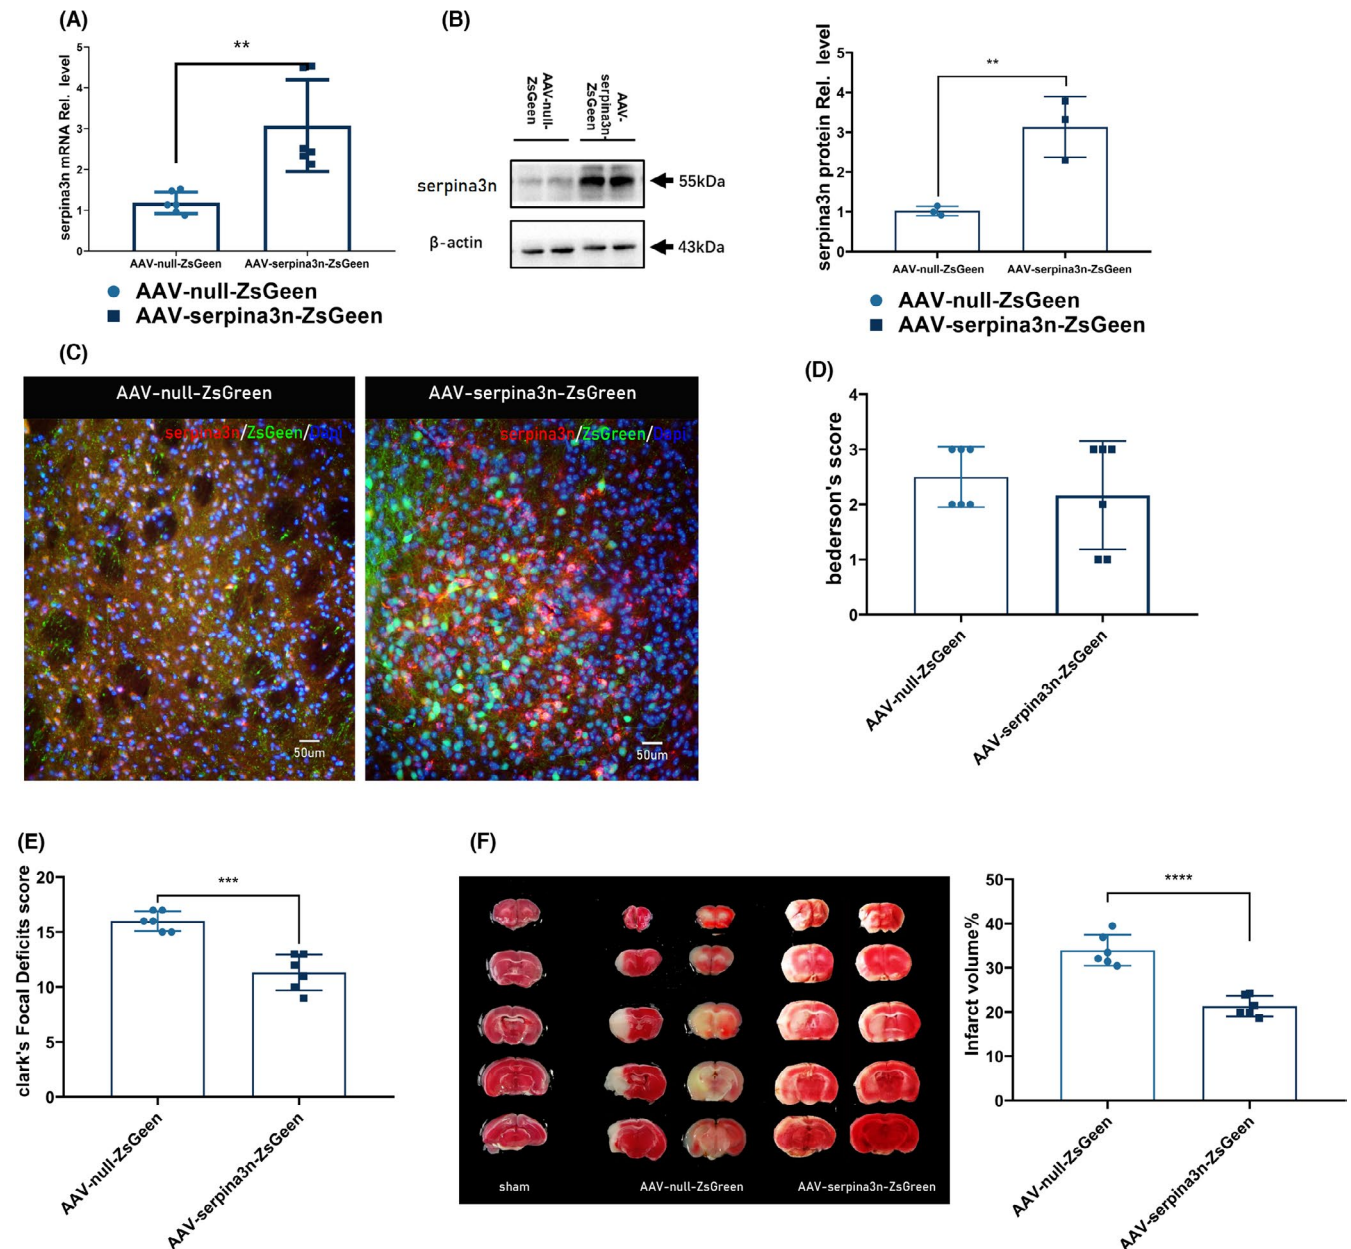 (A)
serpina3n mRNA Rel. level
5
4
3
2
1
0
**
AAV-null-ZsGeen
AAV-serpina3n-ZsGeen
AAV-null-ZsGeen
AAV-serpina3n-ZsGeen
(B)
AAV-null-
ZsGeen
AAV-
serpina3n-
ZsGeen
serpina3n
55kDa
β-actin
43kDa
serpina3n protein Rel. level
5
4
3
2
1
0
**
AAV-null-ZsGeen
AAV-serpina3n-ZsGeen
AAV-null-ZsGeen
AAV-serpina3n-ZsGeen
(C)
AAV-null-ZsGreen
serpina3n/ZsGeen/Dapi
50um
AAV-serpina3n-ZsGreen
serpina3n/ZsGreen/Dapi
50um
(D)
bederson's score
4
3
2
1
0
AAV-null-ZsGeen
AAV-serpina3n-ZsGeen
(E)
clark's Focal Deficits score
20
15
10
5
0
***
AAV-null-ZsGeen
AAV-serpina3n-ZsGeen
(F)
sham
AAV-null-ZsGreen
AAV-serpina3n-ZsGreen
Infarct volume%
50
40
30
20
10
0
****
AAV-null-ZsGeen
AAV-serpina3n-ZsGeen